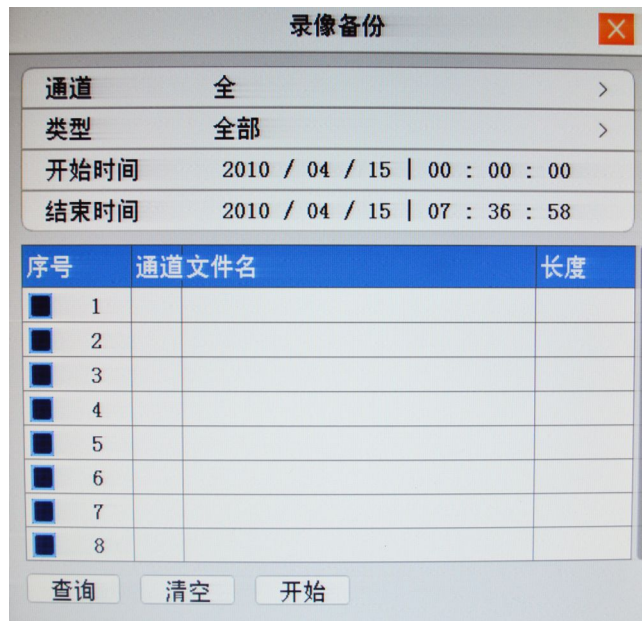 录像备份
通道 全
类型 全部
开始时间 2010 / 04 / 15 | 00 : 00 : 00
结束时间 2010 / 04 / 15 | 07 : 36 : 58
序号 通道 文件名 长度
1
2
3
4
5
6
7
8
查询 清空 开始